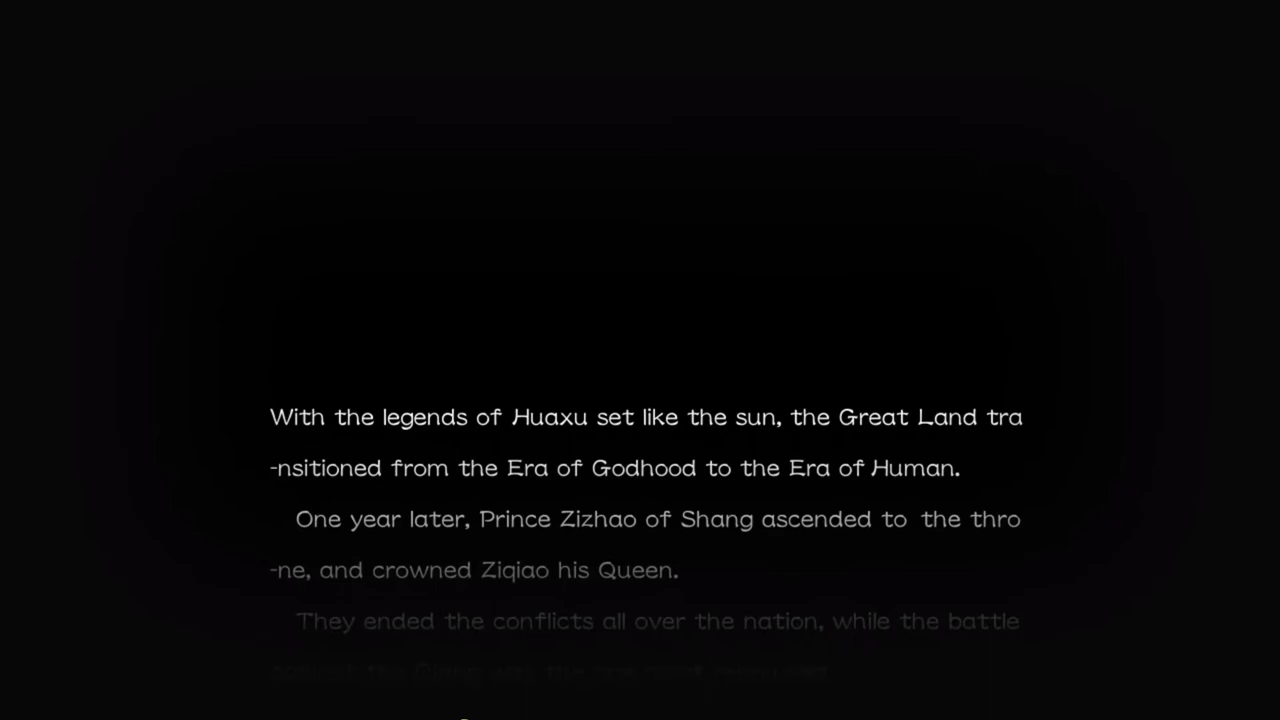 With the legends of Huaxu set like the sun, the Great Land tra
-nsitioned from the Era of Godhood to the Era of Human.
One year later, Prince Zizhao of Shang ascended to  the thro
-ne, and crowned Ziqiao his Queen.
They ended the conflicts all over the nation, while the battle